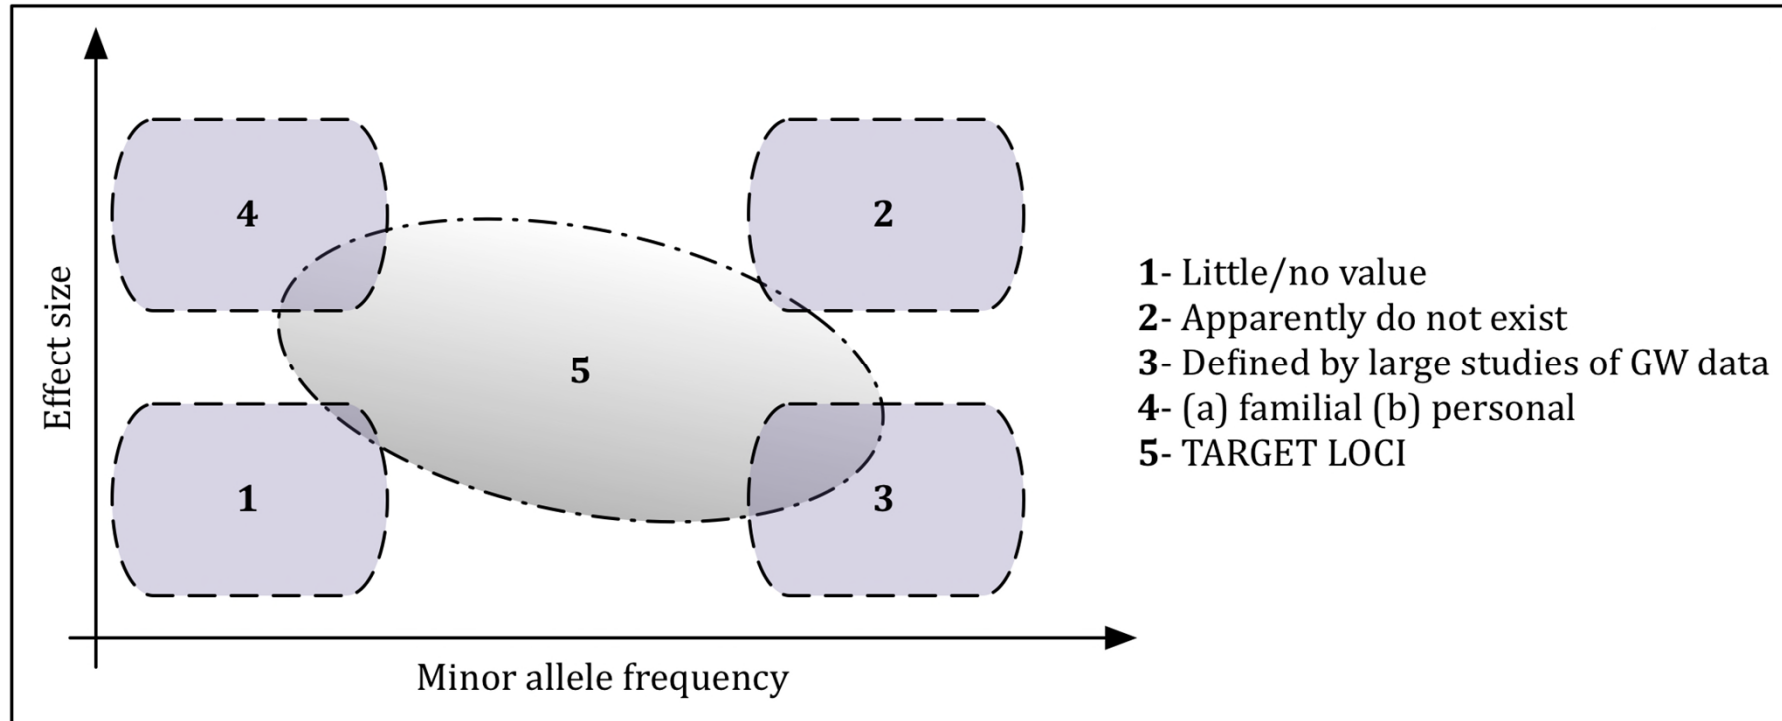 4
2
5
1
3
Effect size
Minor allele frequency
1- Little/no value
2- Apparently do not exist
3- Defined by large studies of GW data
4- (a) familial (b) personal
5- TARGET LOCI